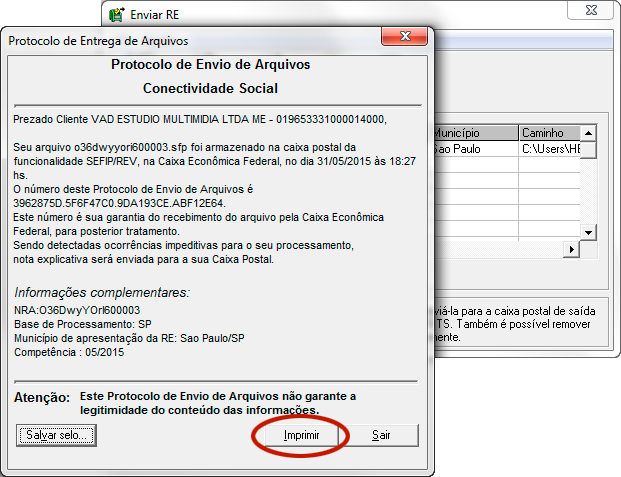 Enviar RE
Protocolo de Entrega de Arquivos
Protocolo de Envio de Arquivos
Conectividade Social
Prezado Cliente VAD ESTUDIO MULTIMIDIA LTDA ME - 019653331000014000,
Seu arquivo o36dwyyori600003.sfp foi armazenado na caixa postal da
funcionalidade SEFIP/REV, na Caixa Econômica Federal, no dia 31/05/2015 às 18:27
hs.
O número deste Protocolo de Envio de Arquivos é
3962875D.5F6F47C0.9DA193CE.ABF12E64.
Este número é sua garantia do recebimento do arquivo pela Caixa Econômica
Federal, para posterior tratamento.
Sendo detectadas ocorrências impeditivas para o seu processamento,
nota explicativa será enviada para a sua Caixa Postal.
Informações complementares:
NRA:O36DwyYOrI600003
Base de Processamento: SP
Município de apresentação da RE: Sao Paulo/SP
Competência : 05/2015
Atenção: Este Protocolo de Envio de Arquivos não garante a
legitimidade do conteúdo das informações.
Salvar selo... Imprimir Sair
Município Caminho
Sao Paulo C:\Users\HE
viá-la para a caixa postal de saída
TS. Também é possível remover
mente.